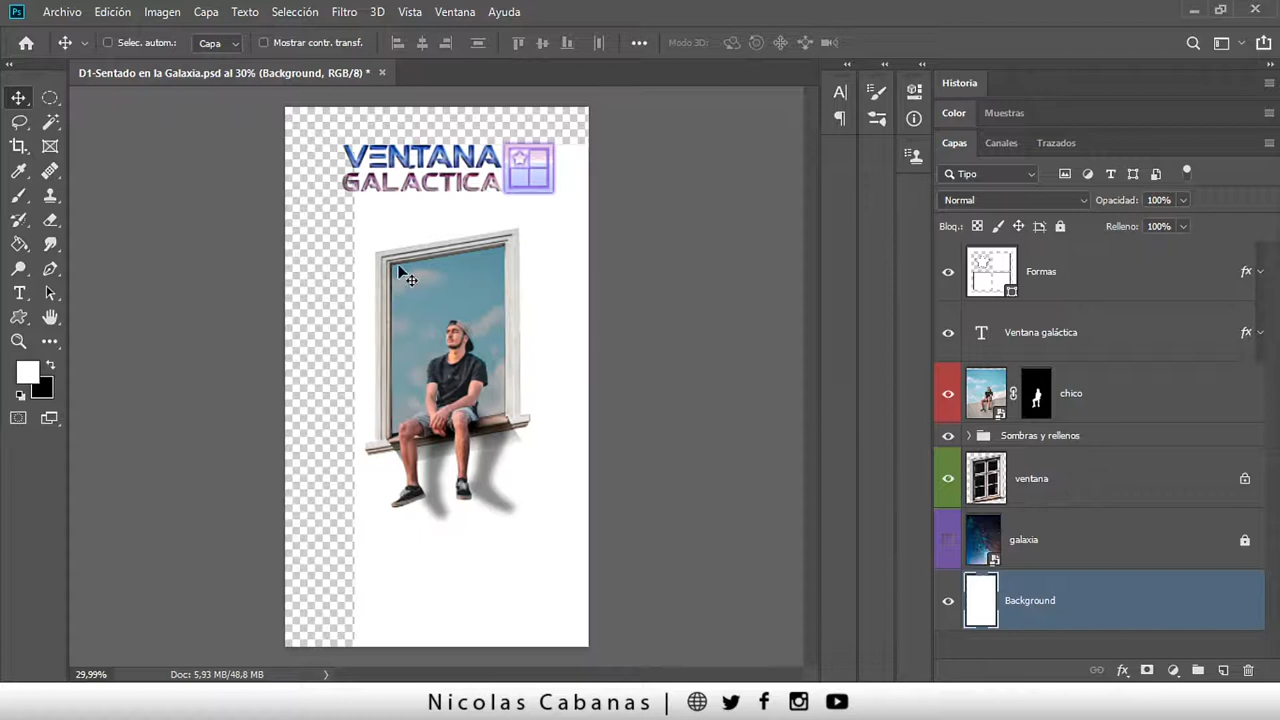 Ps Archivo Edición Imagen Capa Texto Selección Filtro 3D Vista Ventana Ayuda
Selec. autom.: Capa Mostrar contr. transf. Modo 3D:
D1-Sentado en la Galaxia.psd al 30% (Background, RGB/8) *
VENTANA
GALACTICA
Historia
Color Muestras
Capas Canales Trazados
Tipo
Normal Opacidad: 100%
Bloq.: Relleno: 100%
Formas fx
T Ventana galáctica fx
chico
Sombras y rellenos
ventana
galaxia
Background
29,99% Doc: 5,93 MB/48,8 MB
fx
Nicolas Cabanas |